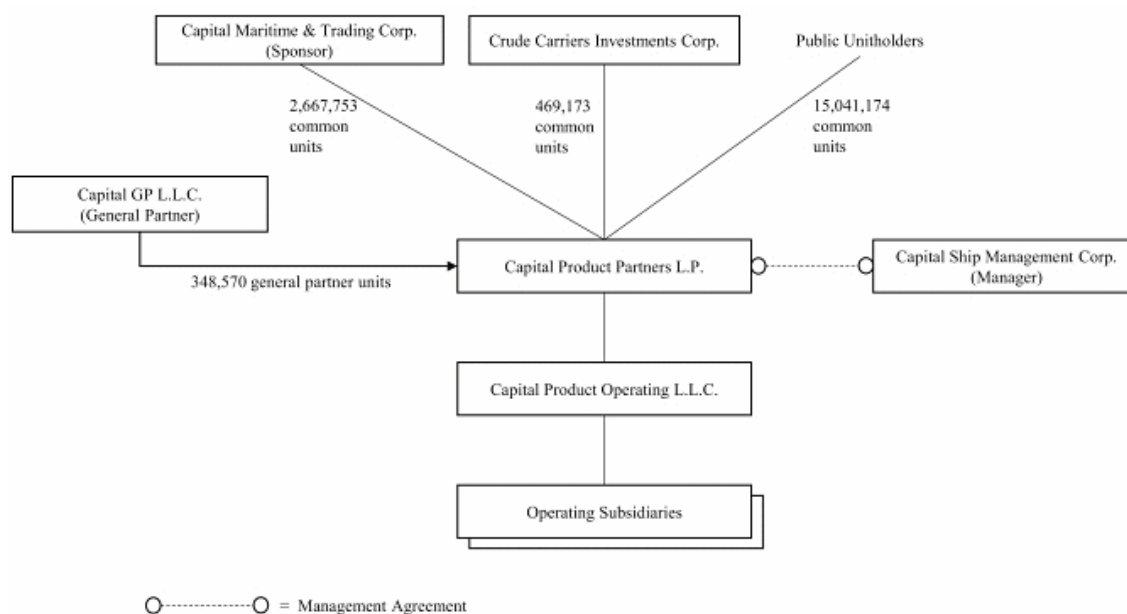 Capital Maritime & Trading Corp.
(Sponsor)
Crude Carriers Investments Corp.
Public Unitholders
2,667,753
common
units
469,173
common
units
15,041,174
common
units
Capital GP L.L.C.
(General Partner)
348,570 general partner units
Capital Product Partners L.P.
Capital Ship Management Corp.
(Manager)
Capital Product Operating L.L.C.
Operating Subsidiaries
= Management Agreement